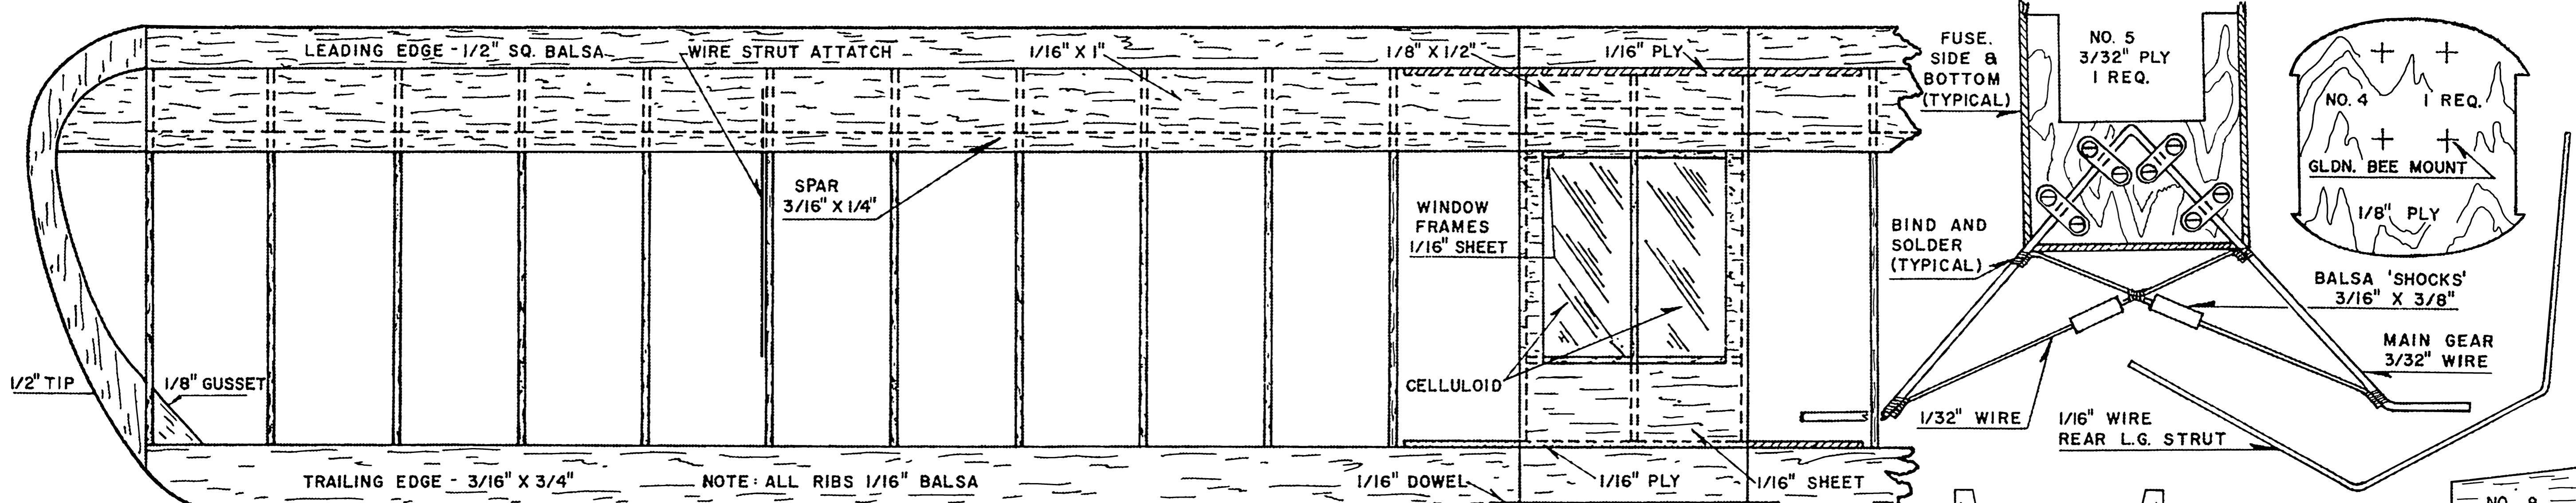 LEADING EDGE - 1/2" SQ. BALSA
WIRE STRUT ATTATCH
1/16" X 1"
1/8" X 1/2"
1/16" PLY
SPAR
3/16" X 1/4"
WINDOW
FRAMES
1/16" SHEET
CELLULOID
1/2" TIP
1/8" GUSSET
TRAILING EDGE - 3/16" X 3/4"
NOTE: ALL RIBS 1/16" BALSA
1/16" DOWEL
1/16" PLY
1/16" SHEET
FUSE.
SIDE &
BOTTOM
(TYPICAL)
NO. 5
3/32" PLY
1 REQ.
BIND AND
SOLDER
(TYPICAL)
1/32" WIRE
1/16" WIRE
REAR L.G. STRUT
NO. 4
1 REQ.
GLDN. BEE MOUNT
1/8" PLY
BALSA 'SHOCKS'
3/16" X 3/8"
MAIN GEAR
3/32" WIRE